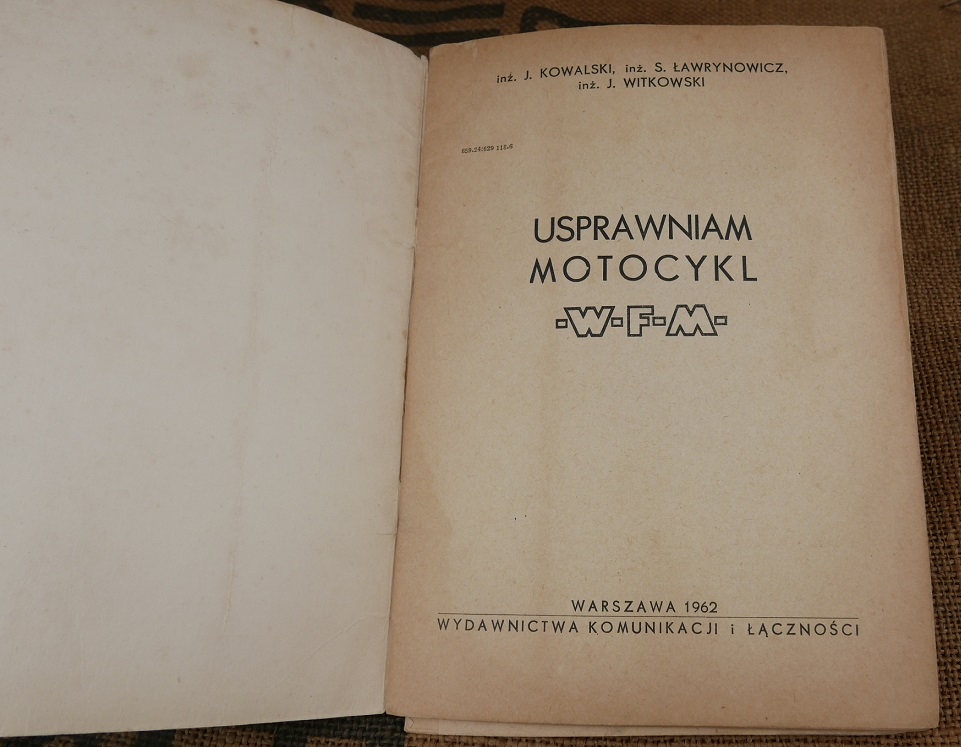 inż. J. KOWALSKI, inż. S. ŁAWRYNOWICZ,
inż. J. WITKOWSKI
USPRAWNIAM
MOTOCYKL
·W·F·M·
WARSZAWA 1962
WYDAWNICTWA KOMUNIKACJI i ŁĄCZNOŚCI